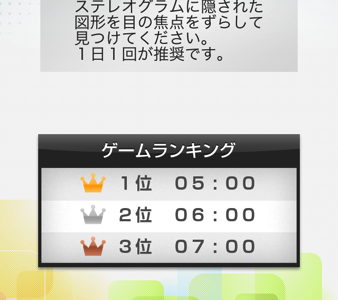 ステレオグラムに隠された
図形を目の焦点をずらして
見つけてください。
１日１回が推奨です。
ゲームランキング
1位 05:00
2位 06:00
3位 07:00